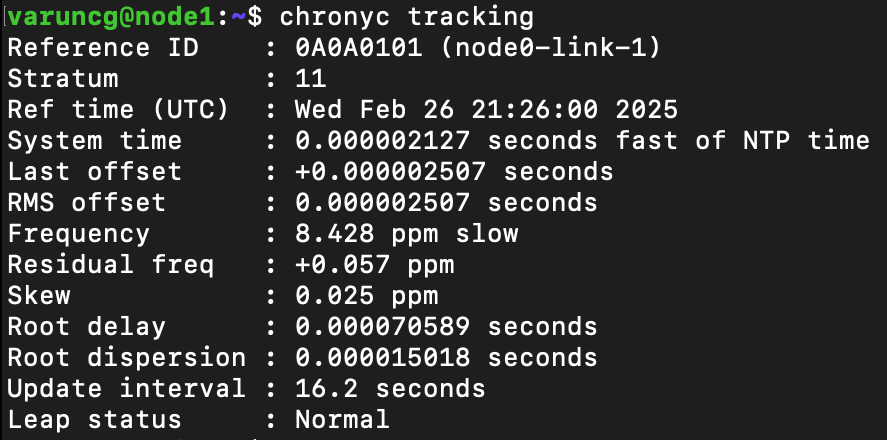 varuncg@node1:~$ chronyc tracking
Reference ID    : 0A0A0101 (node0-link-1)
Stratum         : 11
Ref time (UTC)  : Wed Feb 26 21:26:00 2025
System time     : 0.000002127 seconds fast of NTP time
Last offset     : +0.000002507 seconds
RMS offset      : 0.000002507 seconds
Frequency       : 8.428 ppm slow
Residual freq   : +0.057 ppm
Skew            : 0.025 ppm
Root delay      : 0.000070589 seconds
Root dispersion : 0.000015018 seconds
Update interval : 16.2 seconds
Leap status     : Normal